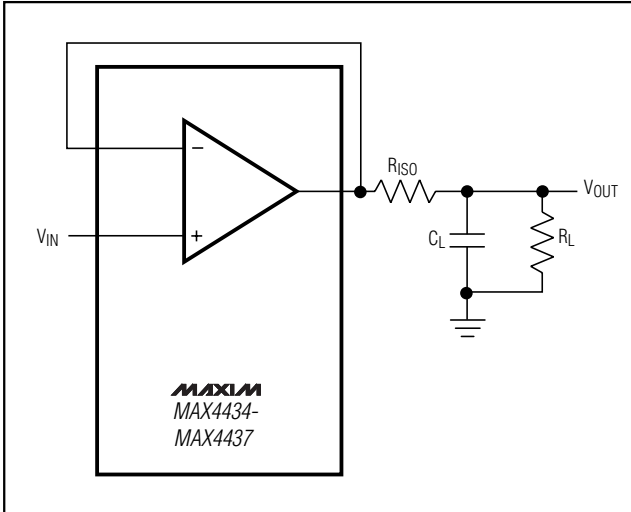 −
RISO
VOUT
VIN
+
CL
RL
MAXIM
MAX4434-
MAX4437